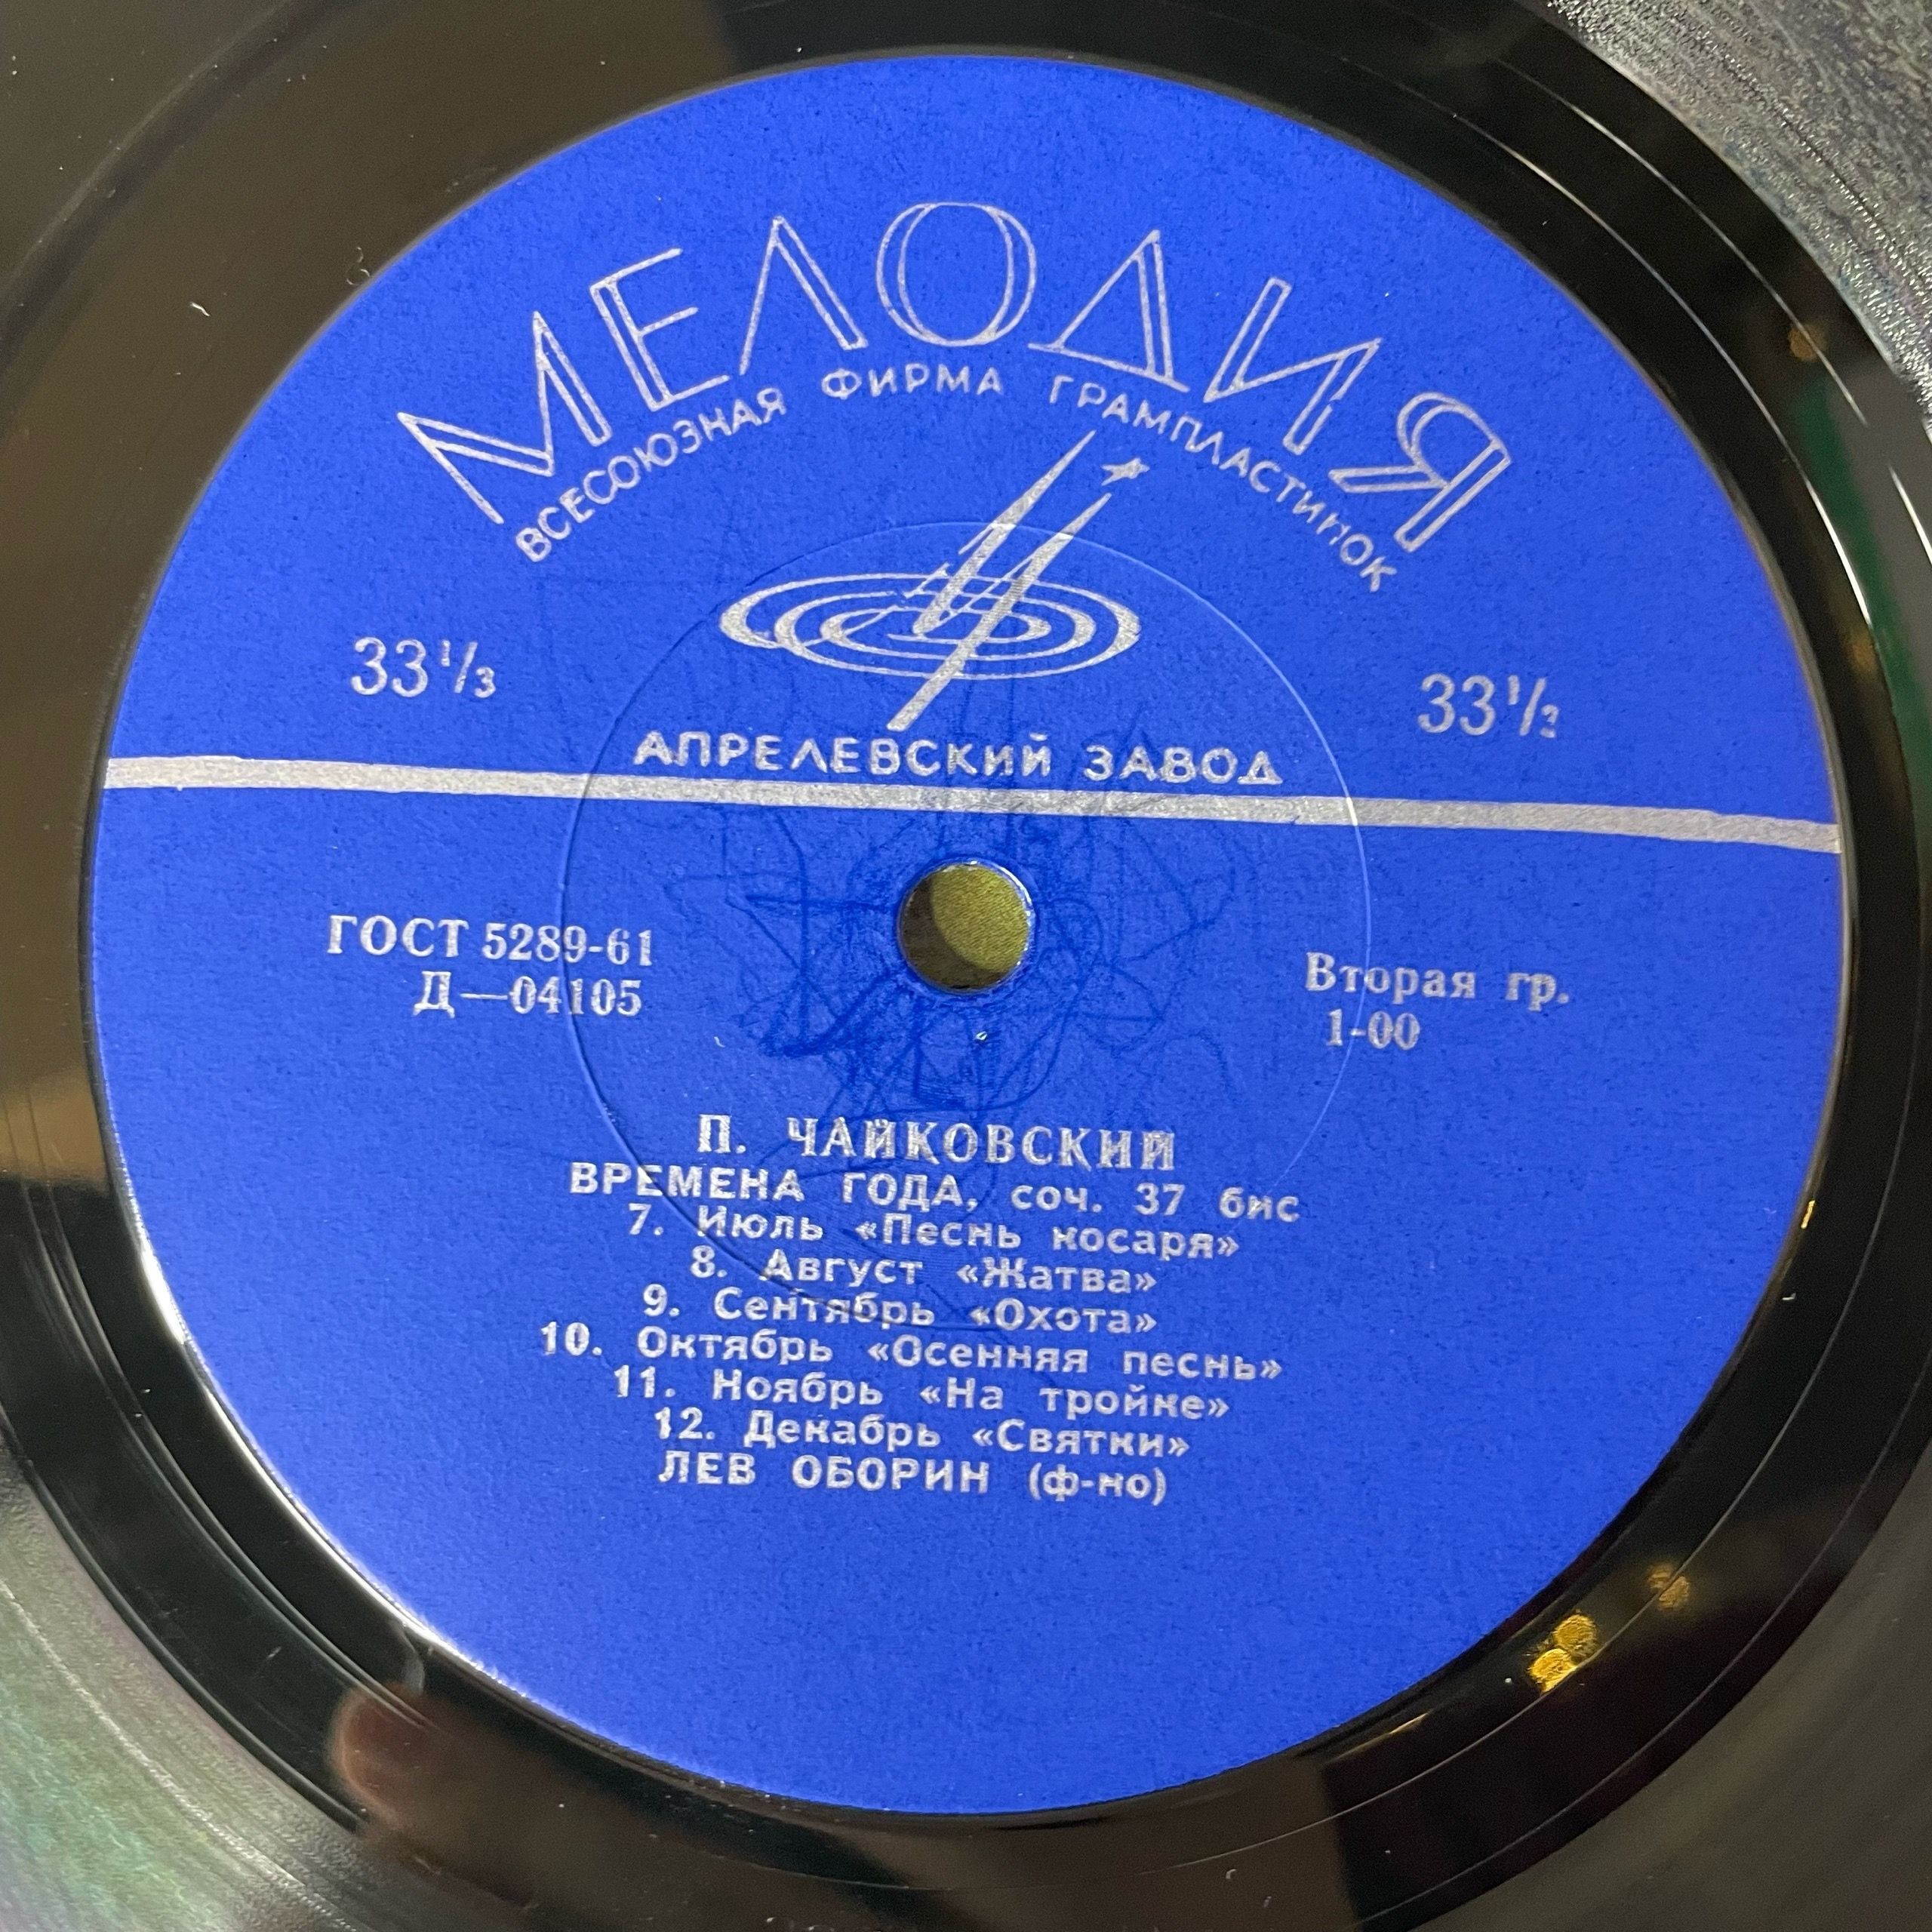 МЕЛОДИЯ
ВСЕСОЮЗНАЯ ФИРМА ГРАМПЛАСТИНОК
33⅓ 33⅓
АПРЕЛЕВСКИЙ ЗАВОД
ГОСТ 5289-61 Вторая гр.
Д—04105 1-00
П. ЧАЙКОВСКИЙ
ВРЕМЕНА ГОДА, соч. 37 бис
7. Июль «Песнь косаря»
8. Август «Жатва»
9. Сентябрь «Охота»
10. Октябрь «Осенняя песнь»
11. Ноябрь «На тройке»
12. Декабрь «Святки»
ЛЕВ ОБОРИН (ф-но)